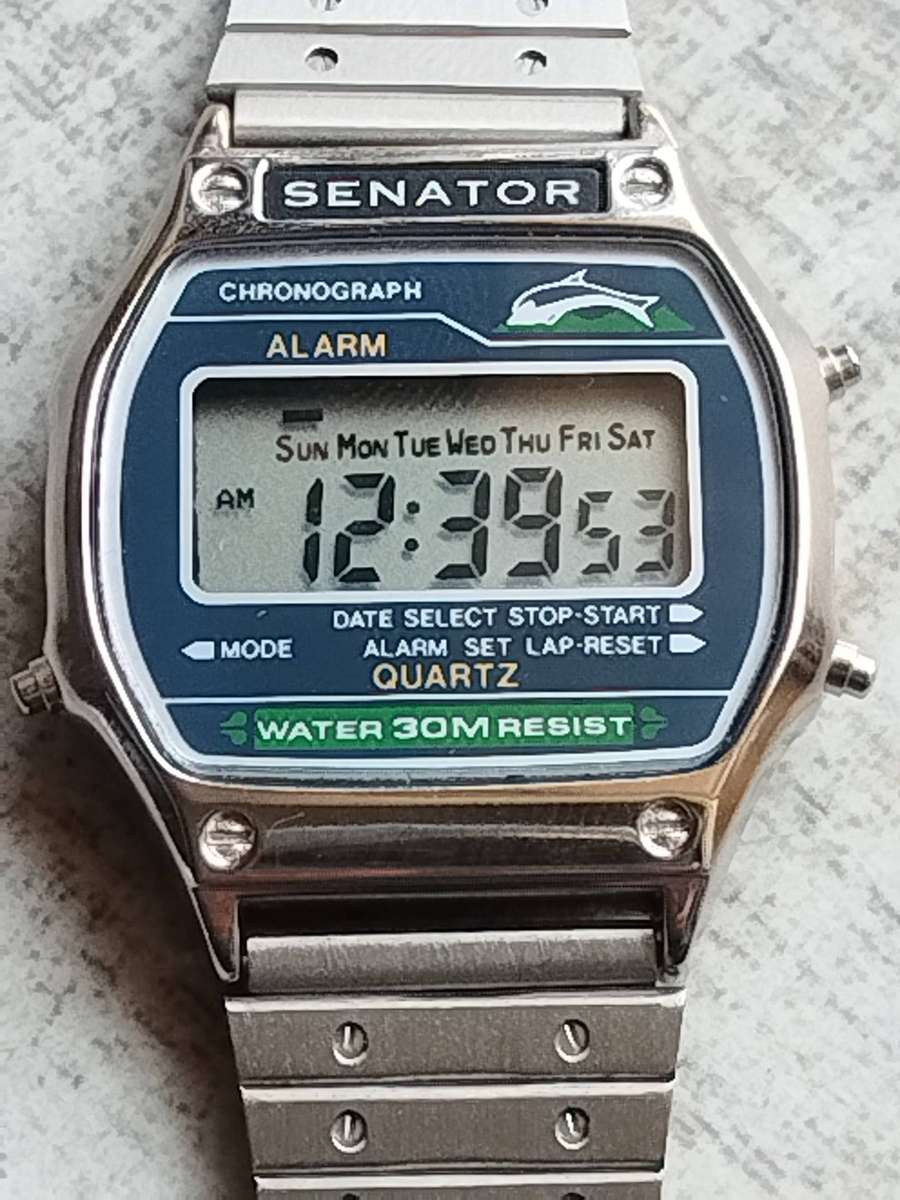 SENATOR
CHRONOGRAPH
ALARM
SUN MON TUE WED THU FRI SAT
AM 12:39 53
DATE SELECT STOP-START
MODE ALARM SET LAP-RESET
QUARTZ
WATER 30M RESIST